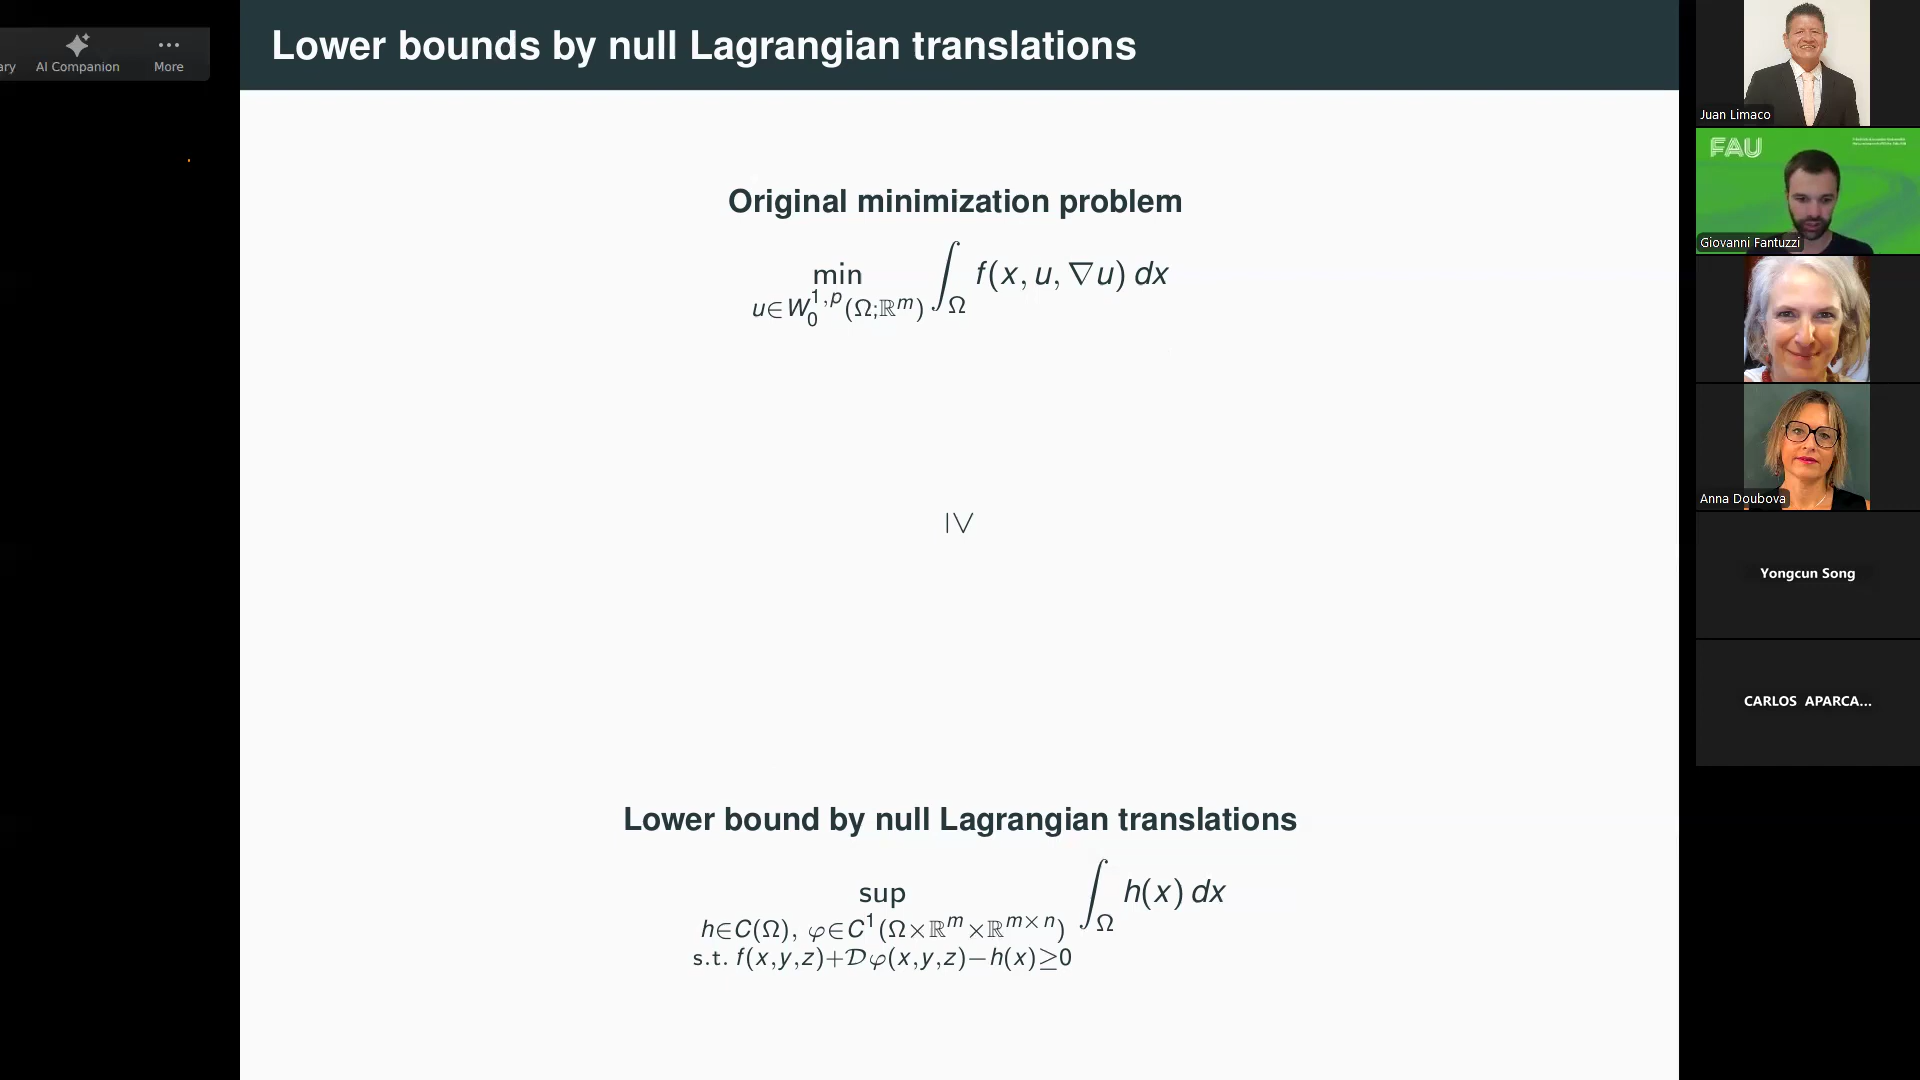 ary
AI Companion
More
Lower bounds by null Lagrangian translations
Original minimization problem
min ∫_Ω f(x, u, ∇u) dx
u∈W_0^{1,p}(Ω;ℝ^m)
≥
Lower bound by null Lagrangian translations
sup ∫_Ω h(x) dx
h∈C(Ω), φ∈C^1(Ω×ℝ^m×ℝ^{m×n})
s.t. f(x,y,z)+𝒟φ(x,y,z)−h(x)≥0
Juan Limaco
FAU
Giovanni Fantuzzi
Anna Doubova
Yongcun Song
CARLOS APARCA...